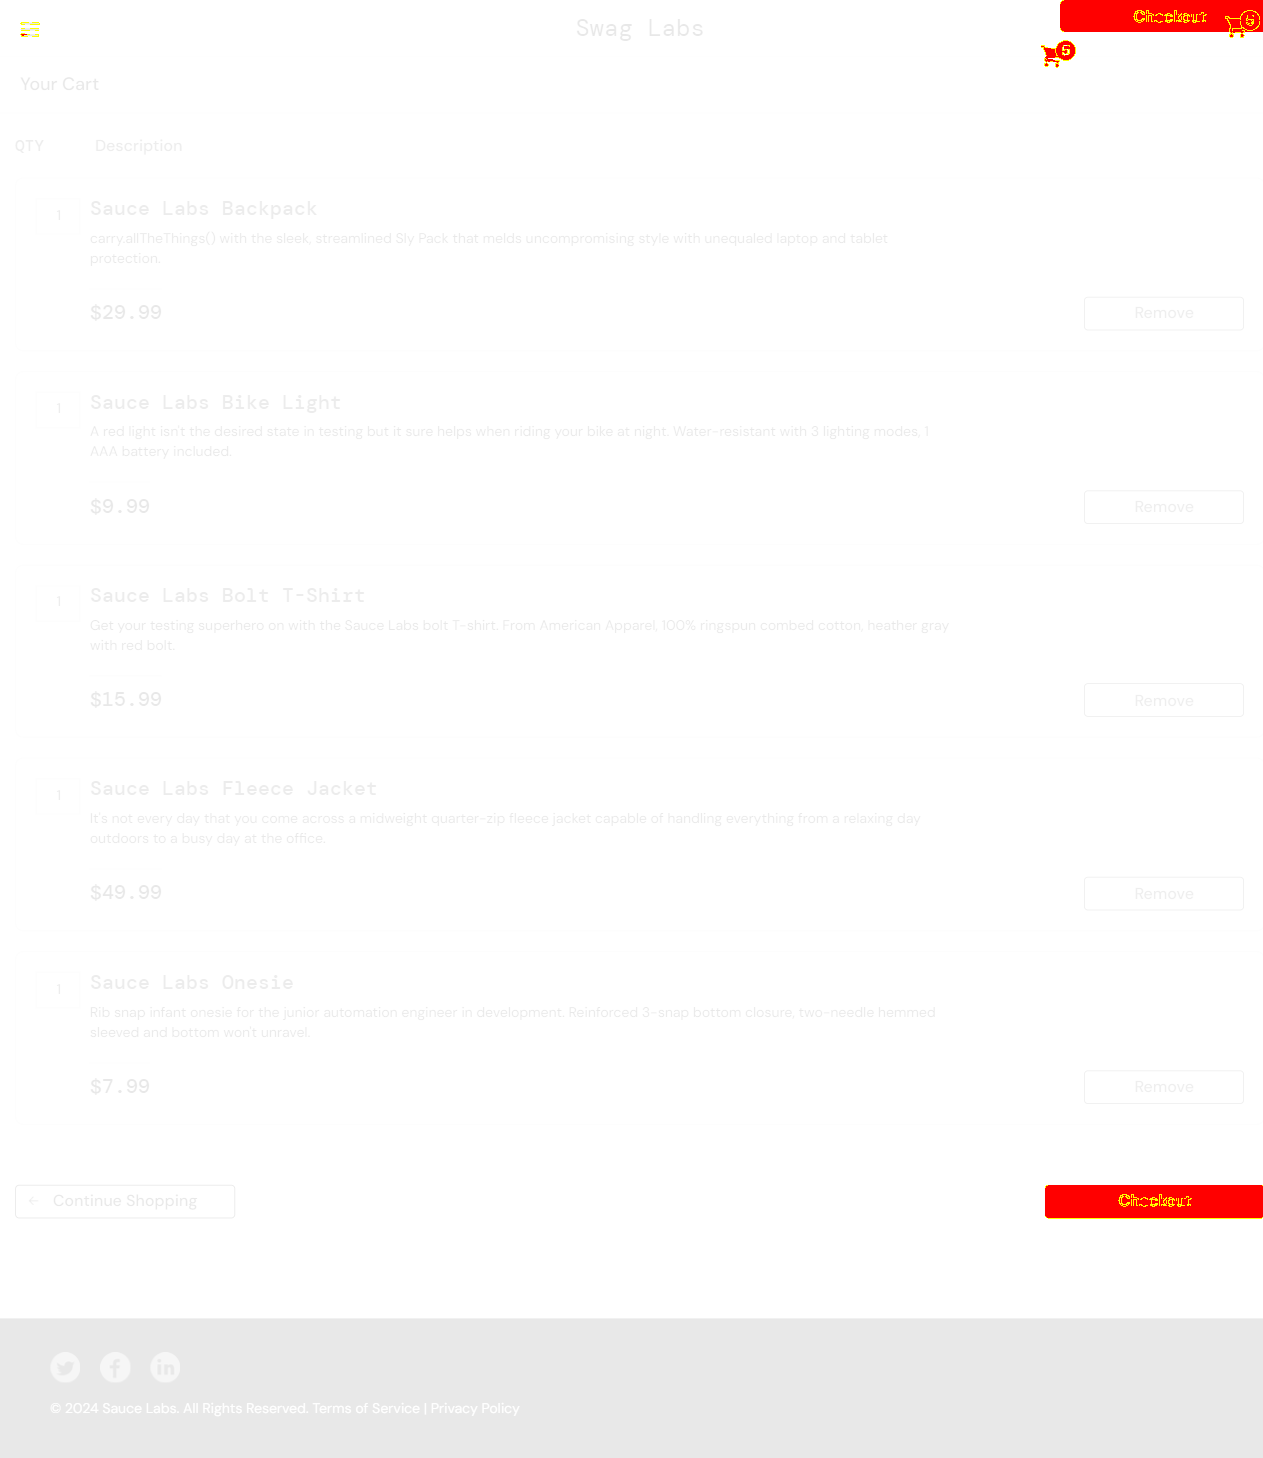 Swag Labs
Checkout
5
5
Your Cart
QTY Description
1 Sauce Labs Backpack
carry.allTheThings() with the sleek, streamlined Sly Pack that melds uncompromising style with unequaled laptop and tablet
protection.
$29.99 Remove
1 Sauce Labs Bike Light
A red light isn't the desired state in testing but it sure helps when riding your bike at night. Water-resistant with 3 lighting modes, 1
AAA battery included.
$9.99 Remove
1 Sauce Labs Bolt T-Shirt
Get your testing superhero on with the Sauce Labs bolt T-shirt. From American Apparel, 100% ringspun combed cotton, heather gray
with red bolt.
$15.99 Remove
1 Sauce Labs Fleece Jacket
It's not every day that you come across a midweight quarter-zip fleece jacket capable of handling everything from a relaxing day
outdoors to a busy day at the office.
$49.99 Remove
1 Sauce Labs Onesie
Rib snap infant onesie for the junior automation engineer in development. Reinforced 3-snap bottom closure, two-needle hemmed
sleeved and bottom won't unravel.
$7.99 Remove
← Continue Shopping Checkout
© 2024 Sauce Labs. All Rights Reserved. Terms of Service | Privacy Policy